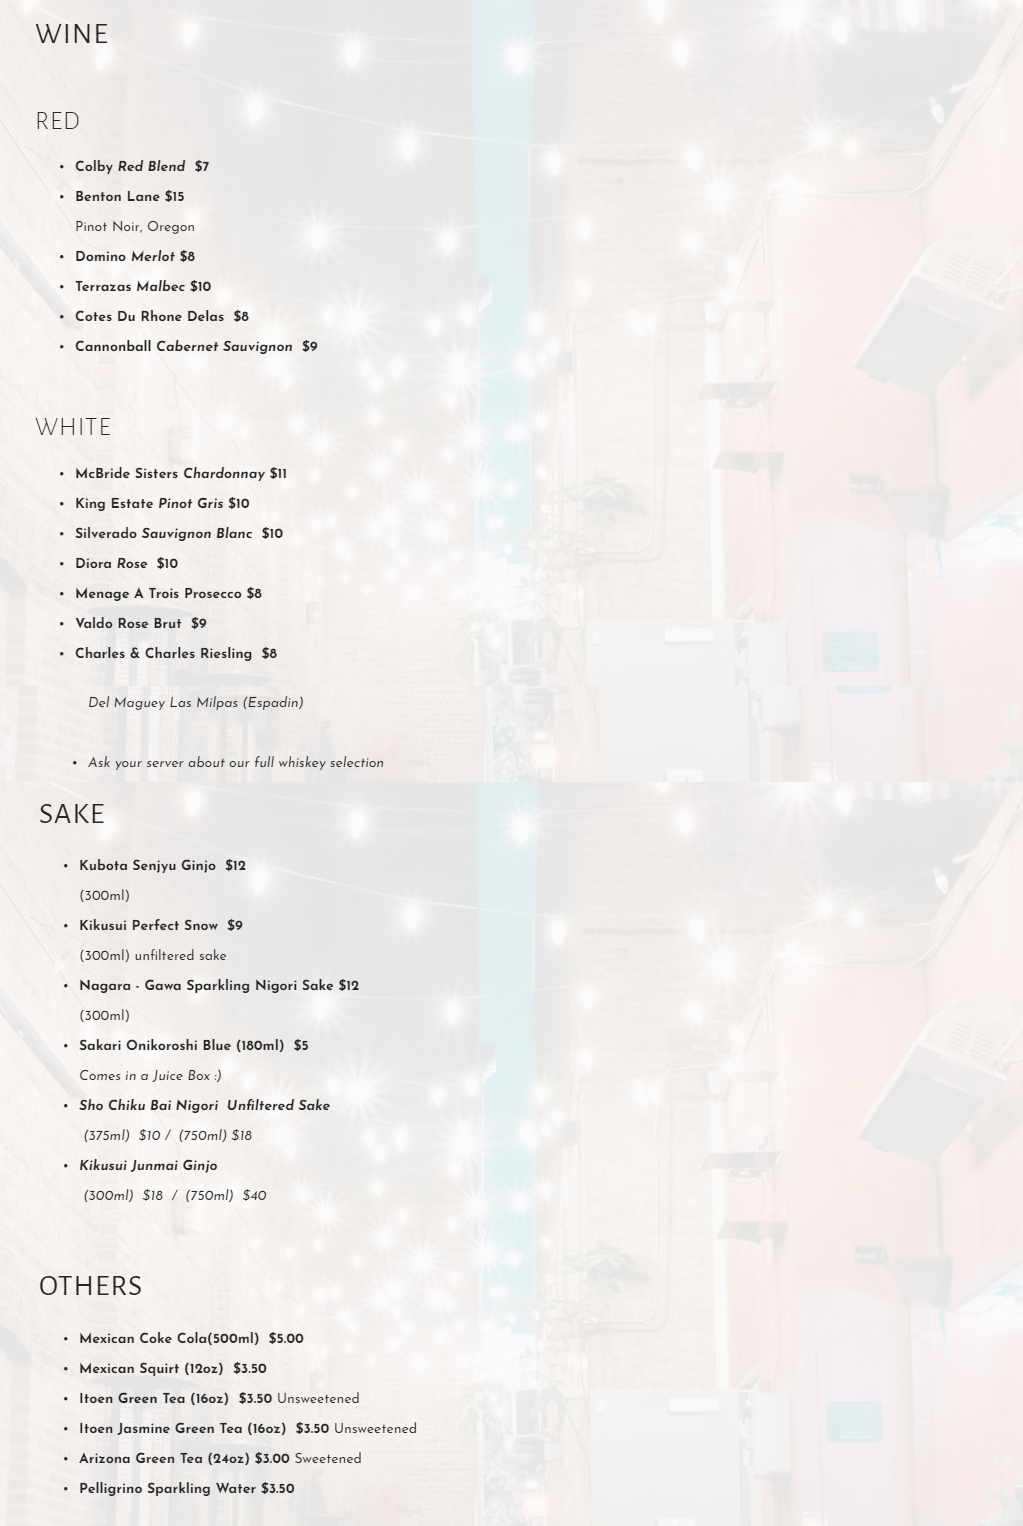 WINE
RED
• Colby Red Blend $7
• Benton Lane $15
Pinot Noir, Oregon
• Domino Merlot $8
• Terrazas Malbec $10
• Cotes Du Rhone Delas $8
• Cannonball Cabernet Sauvignon $9
WHITE
• McBride Sisters Chardonnay $11
• King Estate Pinot Gris $10
• Silverado Sauvignon Blanc $10
• Diora Rose $10
• Menage A Trois Prosecco $8
• Valdo Rose Brut $9
• Charles & Charles Riesling $8
Del Maguey Las Milpas (Espadin)
• Ask your server about our full whiskey selection
SAKE
• Kubota Senjyu Ginjo $12
(300ml)
• Kikusui Perfect Snow $9
(300ml) unfiltered sake
• Nagara - Gawa Sparkling Nigori Sake $12
(300ml)
• Sakari Onikoroshi Blue (180ml) $5
Comes in a Juice Box :)
• Sho Chiku Bai Nigori Unfiltered Sake
(375ml) $10 / (750ml) $18
• Kikusui Junmai Ginjo
(300ml) $18 / (750ml) $40
OTHERS
• Mexican Coke Cola(500ml) $5.00
• Mexican Squirt (12oz) $3.50
• Itoen Green Tea (16oz) $3.50 Unsweetened
• Itoen Jasmine Green Tea (16oz) $3.50 Unsweetened
• Arizona Green Tea (24oz) $3.00 Sweetened
• Pelligrino Sparkling Water $3.50